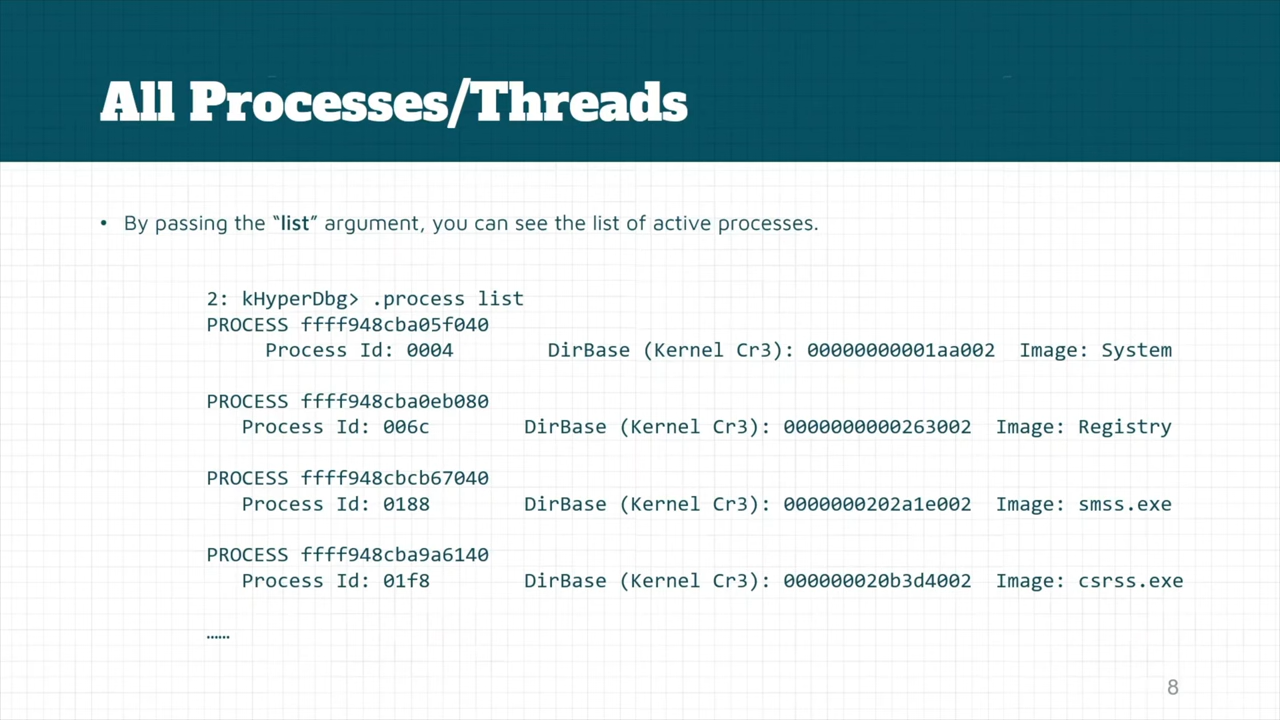 All Processes/Threads
• By passing the “list” argument, you can see the list of active processes.
2: kHyperDbg> .process list
PROCESS ffff948cba05f040
Process Id: 0004 DirBase (Kernel Cr3): 00000000001aa002 Image: System
PROCESS ffff948cba0eb080
Process Id: 006c DirBase (Kernel Cr3): 0000000000263002 Image: Registry
PROCESS ffff948cbcb67040
Process Id: 0188 DirBase (Kernel Cr3): 0000000202a1e002 Image: smss.exe
PROCESS ffff948cba9a6140
Process Id: 01f8 DirBase (Kernel Cr3): 000000020b3d4002 Image: csrss.exe
……
8